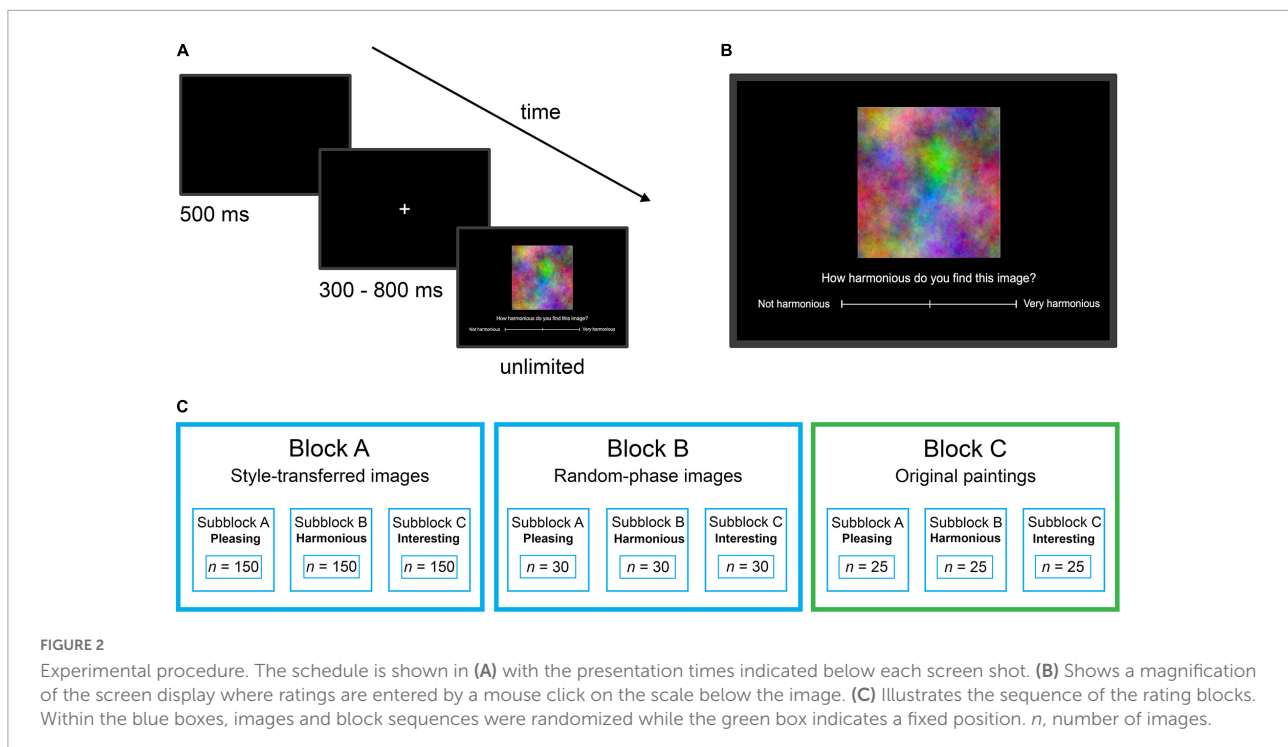 A
time
500 ms
+
300 - 800 ms
How harmonious do you find this image?
Not harmonious
Very harmonious
unlimited
B
How harmonious do you find this image?
Not harmonious
Very harmonious
C
Block A
Style-transferred images
Subblock A
Pleasing
n = 150
Subblock B
Harmonious
n = 150
Subblock C
Interesting
n = 150
Block B
Random-phase images
Subblock A
Pleasing
n = 30
Subblock B
Harmonious
n = 30
Subblock C
Interesting
n = 30
Block C
Original paintings
Subblock A
Pleasing
n = 25
Subblock B
Harmonious
n = 25
Subblock C
Interesting
n = 25
FIGURE 2
Experimental procedure. The schedule is shown in (A) with the presentation times indicated below each screen shot. (B) Shows a magnification
of the screen display where ratings are entered by a mouse click on the scale below the image. (C) Illustrates the sequence of the rating blocks.
Within the blue boxes, images and block sequences were randomized while the green box indicates a fixed position. n, number of images.